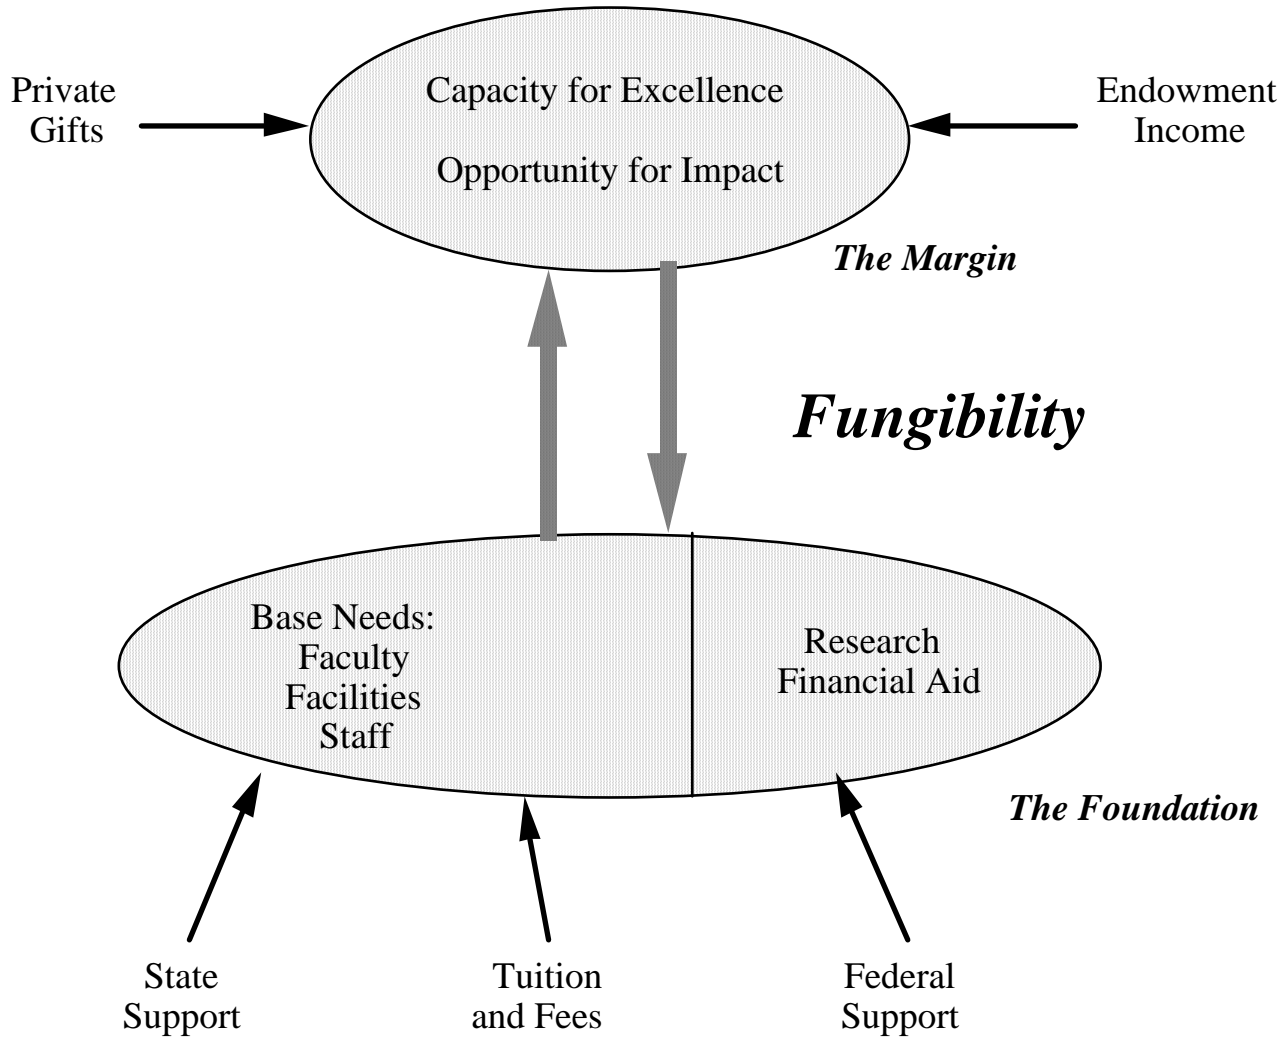 Private
Gifts
Capacity for Excellence
Opportunity for Impact
Endowment
Income
The Margin
Fungibility
Base Needs:
Faculty
Facilities
Staff
Research
Financial Aid
The Foundation
State
Support
Tuition
and Fees
Federal
Support